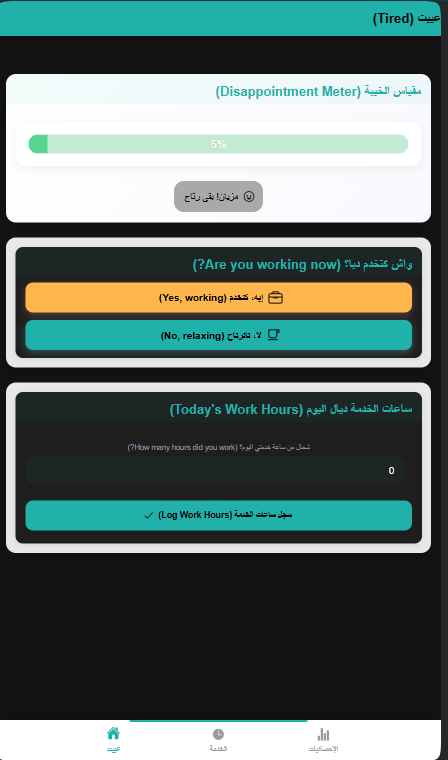 عييت (Tired)
مقياس الخيبة (Disappointment Meter)
5%
مزيان! بقى رتاح
واش كتخدم دبا؟ (Are you working now?)
إيه، كنخدم (Yes, working)
لا، تانرتاح (No, relaxing)
ساعات الخدمة ديال اليوم (Today's Work Hours)
شحال من ساعة خدمتي اليوم؟ (How many hours did you work?)
0
سجل ساعات الخدمة (Log Work Hours)
عييت
الخدمة
الإحصائيات